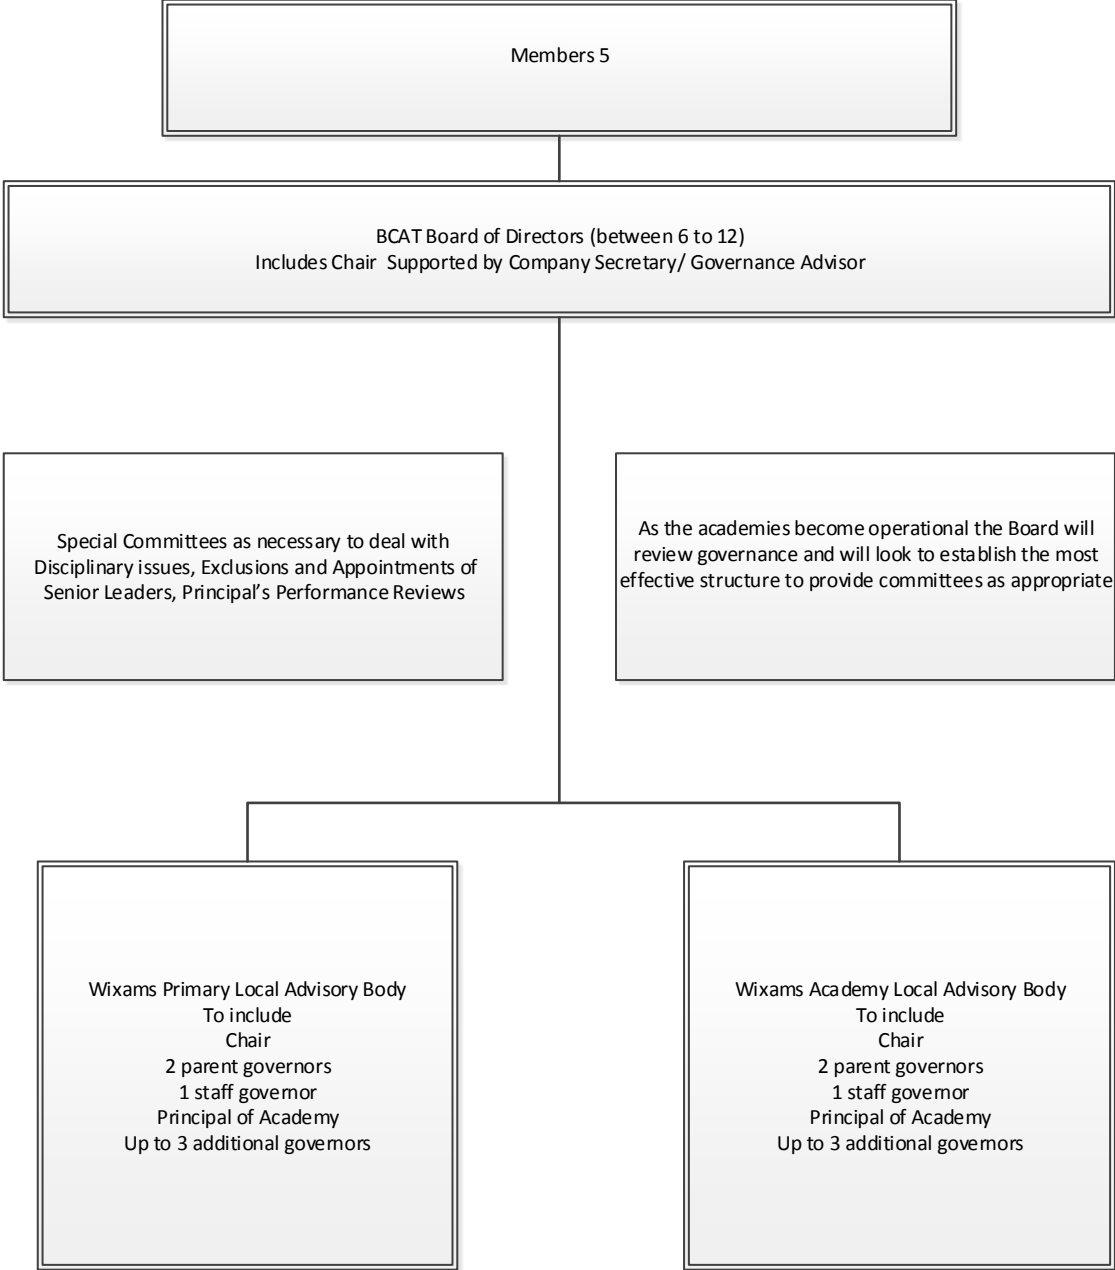 Members 5
BCAT Board of Directors (between 6 to 12)
Includes Chair  Supported by Company Secretary/ Governance Advisor
Special Committees as necessary to deal with
Disciplinary issues, Exclusions and Appointments of
Senior Leaders, Principal’s Performance Reviews
As the academies become operational the Board will
review governance and will look to establish the most
effective structure to provide committees as appropriate
Wixams Primary Local Advisory Body
To include
Chair
2 parent governors
1 staff governor
Principal of Academy
Up to 3 additional governors
Wixams Academy Local Advisory Body
To include
Chair
2 parent governors
1 staff governor
Principal of Academy
Up to 3 additional governors